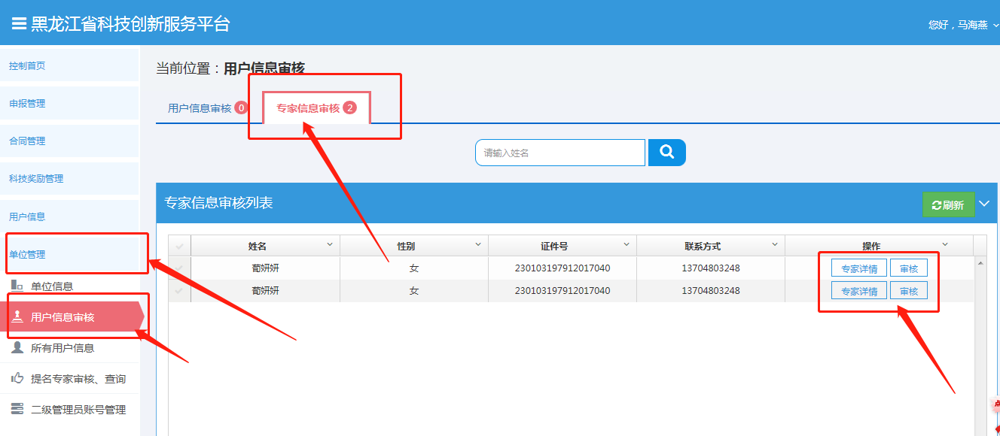 黑龙江省科技创新服务平台
您好，马海燕
控制首页
申报管理
合同管理
科技奖励管理
用户信息
单位管理
单位信息
用户信息审核
所有用户信息
提名专家审核、查询
二级管理员账号管理
当前位置：用户信息审核
用户信息审核 0 专家信息审核 2
请输入姓名
专家信息审核列表 刷新
姓名 性别 证件号 联系方式 操作
荀妍妍 女 230103197912017040 13704803248 专家详情 审核
荀妍妍 女 230103197912017040 13704803248 专家详情 审核
点